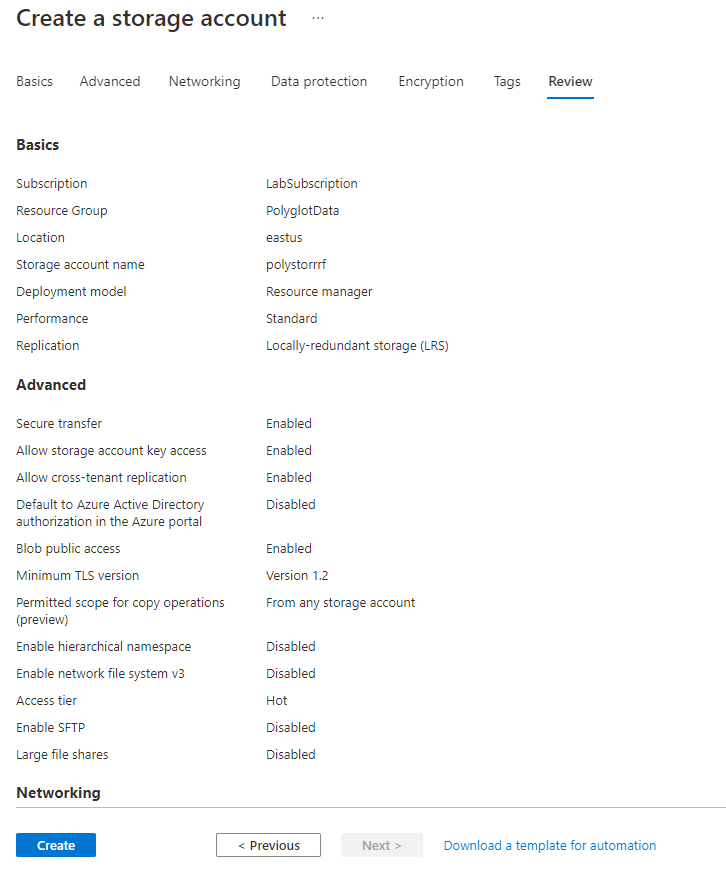 Create a storage account ...
Basics Advanced Networking Data protection Encryption Tags Review
Basics
Subscription LabSubscription
Resource Group PolyglotData
Location eastus
Storage account name polystorrrf
Deployment model Resource manager
Performance Standard
Replication Locally-redundant storage (LRS)
Advanced
Secure transfer Enabled
Allow storage account key access Enabled
Allow cross-tenant replication Enabled
Default to Azure Active Directory Disabled
authorization in the Azure portal
Blob public access Enabled
Minimum TLS version Version 1.2
Permitted scope for copy operations From any storage account
(preview)
Enable hierarchical namespace Disabled
Enable network file system v3 Disabled
Access tier Hot
Enable SFTP Disabled
Large file shares Disabled
Networking
Create < Previous Next > Download a template for automation